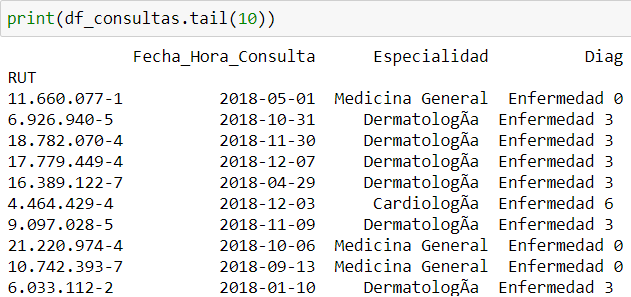 print(df_consultas.tail(10))
Fecha_Hora_Consulta Especialidad Diag
RUT
11.660.077-1 2018-05-01 Medicina General Enfermedad 0
6.926.940-5 2018-10-31 DermatologÃa Enfermedad 3
18.782.070-4 2018-11-30 DermatologÃa Enfermedad 3
17.779.449-4 2018-12-07 DermatologÃa Enfermedad 3
16.389.122-7 2018-04-29 DermatologÃa Enfermedad 3
4.464.429-4 2018-12-03 CardiologÃa Enfermedad 6
9.097.028-5 2018-11-09 DermatologÃa Enfermedad 3
21.220.974-4 2018-10-06 Medicina General Enfermedad 0
10.742.393-7 2018-09-13 Medicina General Enfermedad 0
6.033.112-2 2018-01-10 DermatologÃa Enfermedad 3